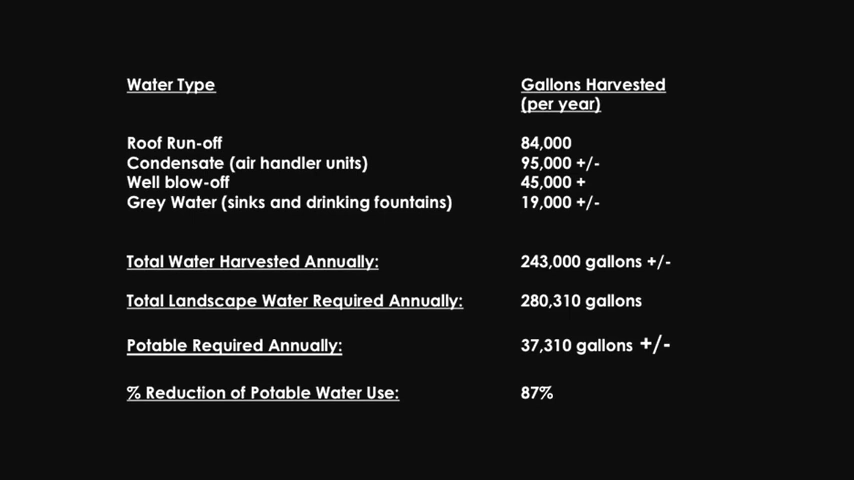 Water Type Gallons Harvested
(per year)
Roof Run-off 84,000
Condensate (air handler units) 95,000 +/-
Well blow-off 45,000 +
Grey Water (sinks and drinking fountains) 19,000 +/-
Total Water Harvested Annually: 243,000 gallons +/-
Total Landscape Water Required Annually: 280,310 gallons
Potable Required Annually: 37,310 gallons +/-
% Reduction of Potable Water Use: 87%